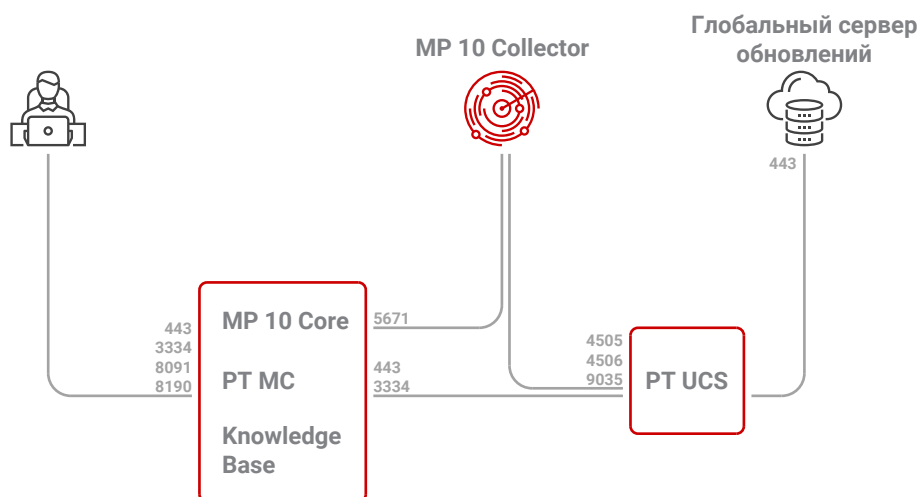 Глобальный сервер
обновлений
MP 10 Collector
443
443
3334
8091
8190
MP 10 Core
PT MC
Knowledge
Base
5671
443
3334
4505
4506
9035
PT UCS